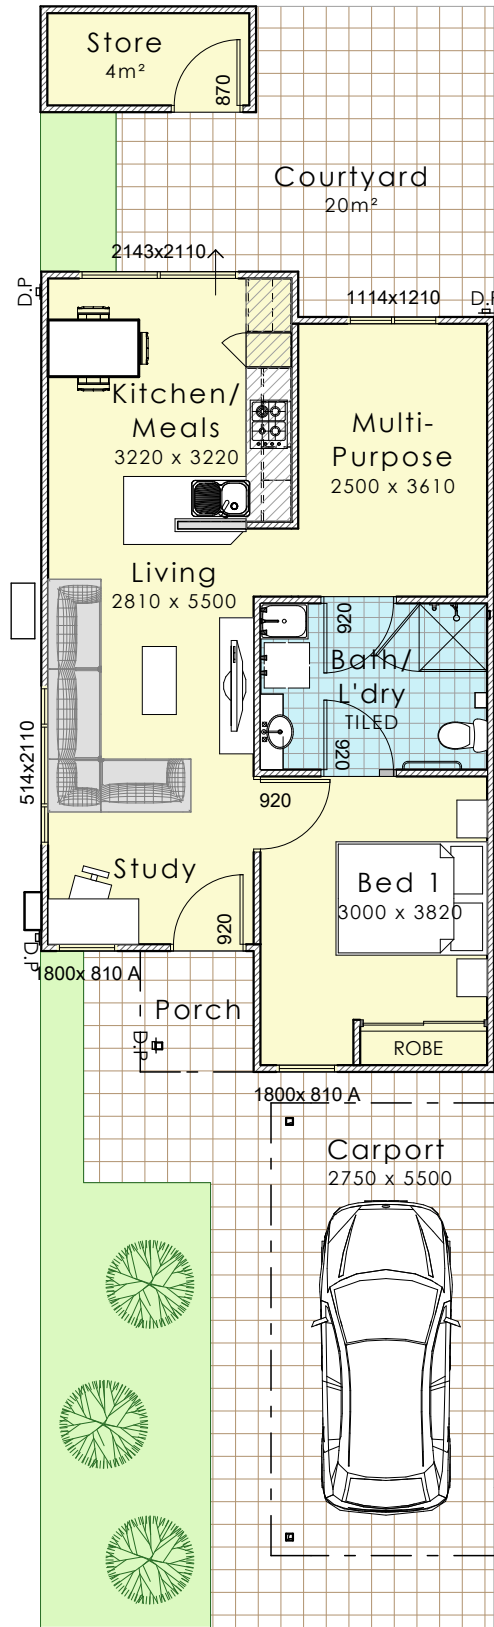 Store
4m²
870
Courtyard
20m²
2143x2110
D.P
1114x1210
D.P
Kitchen/
Meals
3220 x 3220
Multi-
Purpose
2500 x 3610
Living
2810 x 5500
920
Bath/
L'dry
TILED
920
514x2110
920
Study
Bed 1
3000 x 3820
920
D.P
1800x 810 A
Porch
D.P
ROBE
1800x 810 A
Carport
2750 x 5500